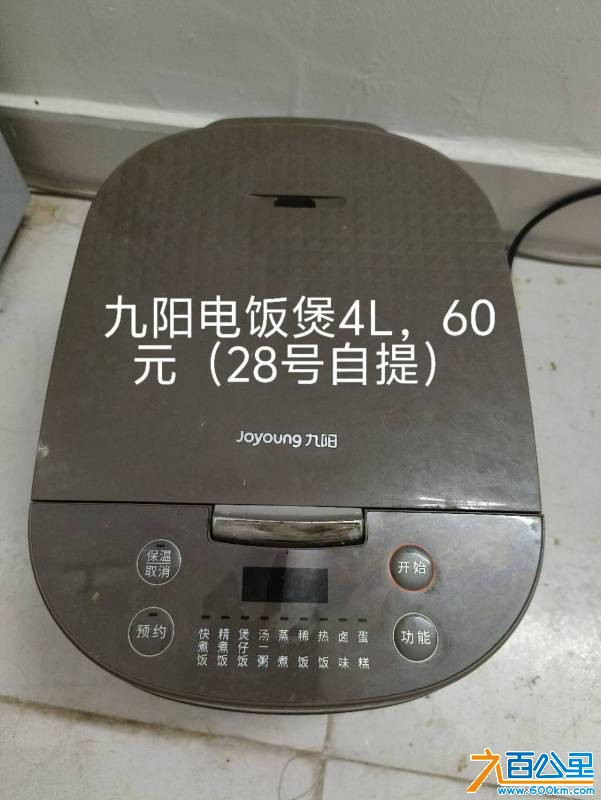 九阳电饭煲4L，60
元（28号自提）
Joyoung 九阳
保温
取消
开始
预约
功能
快煮饭
精煮饭
煲仔饭
汤一粥
蒸煮
稀饭
热饭
卤味
蛋糕
九百公里
www.600km.com